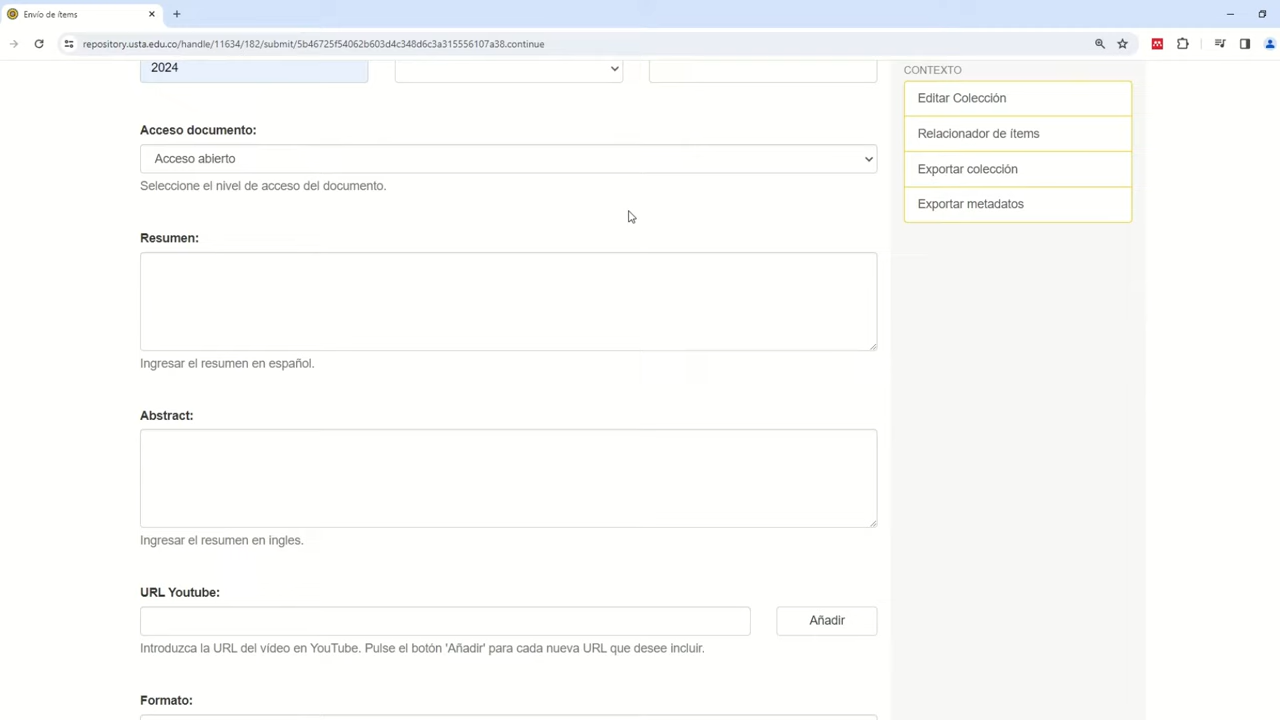 Envío de ítems
repository.usta.edu.co/handle/11634/182/submit/5b46725f54062b603d4c348d6c3a315556107a38.continue
2024
CONTEXTO
Editar Colección
Relacionador de ítems
Exportar colección
Exportar metadatos
Acceso documento:
Acceso abierto
Seleccione el nivel de acceso del documento.
Resumen:
Ingresar el resumen en español.
Abstract:
Ingresar el resumen en ingles.
URL Youtube:
Añadir
Introduzca la URL del vídeo en YouTube. Pulse el botón 'Añadir' para cada nueva URL que desee incluir.
Formato: